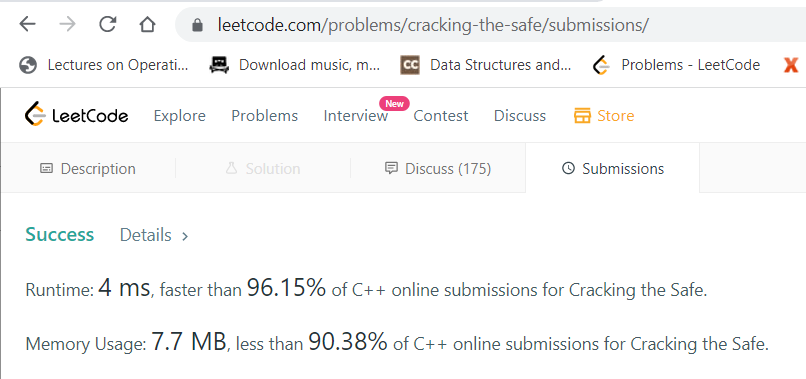 leetcode.com/problems/cracking-the-safe/submissions/
Lectures on Operati... Download music, m... CC Data Structures and... Problems - LeetCode X
LeetCode Explore Problems Interview New Contest Discuss Store
Description Solution Discuss (175) Submissions
Success Details >
Runtime: 4 ms, faster than 96.15% of C++ online submissions for Cracking the Safe.
Memory Usage: 7.7 MB, less than 90.38% of C++ online submissions for Cracking the Safe.